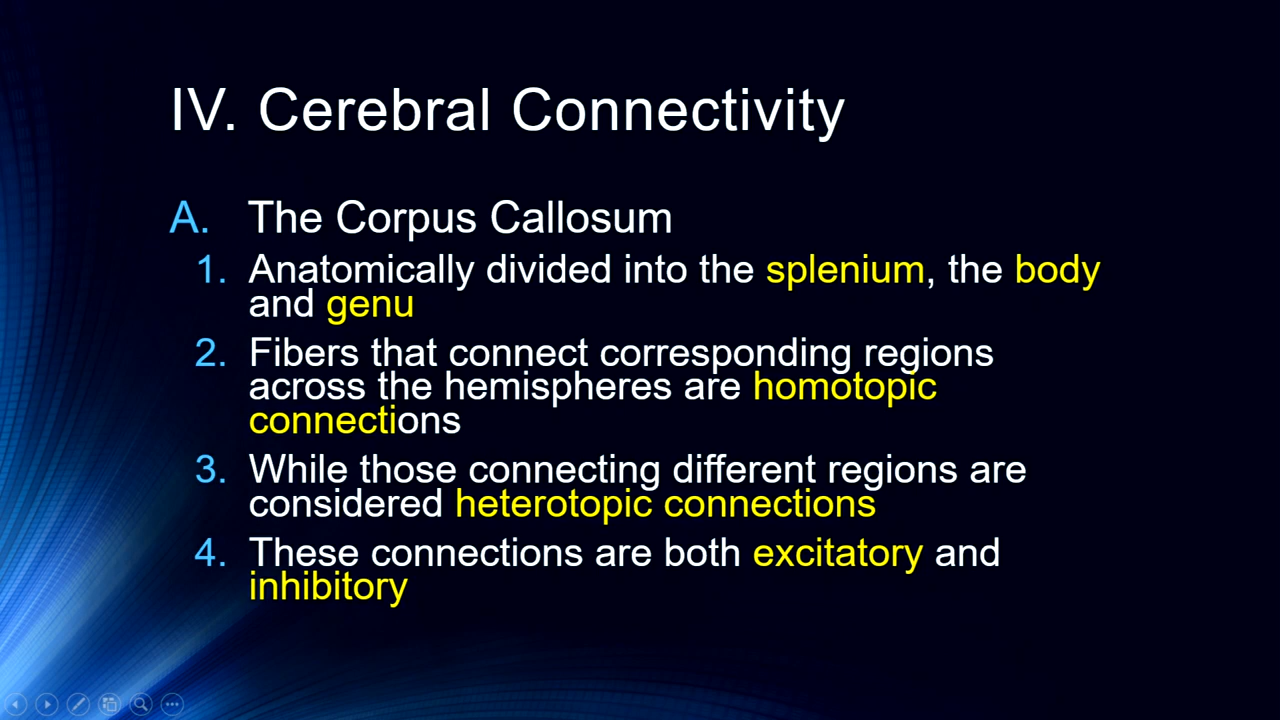 IV. Cerebral Connectivity
A. The Corpus Callosum
1. Anatomically divided into the splenium, the body
and genu
2. Fibers that connect corresponding regions
across the hemispheres are homotopic
connections
3. While those connecting different regions are
considered heterotopic connections
4. These connections are both excitatory and
inhibitory